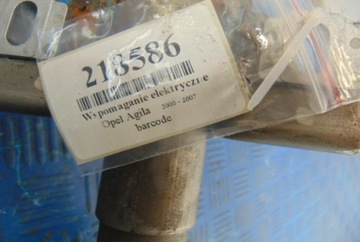 218586
Wspomaganie elektryczne
Opel Agila 2000 - 2007
barcode